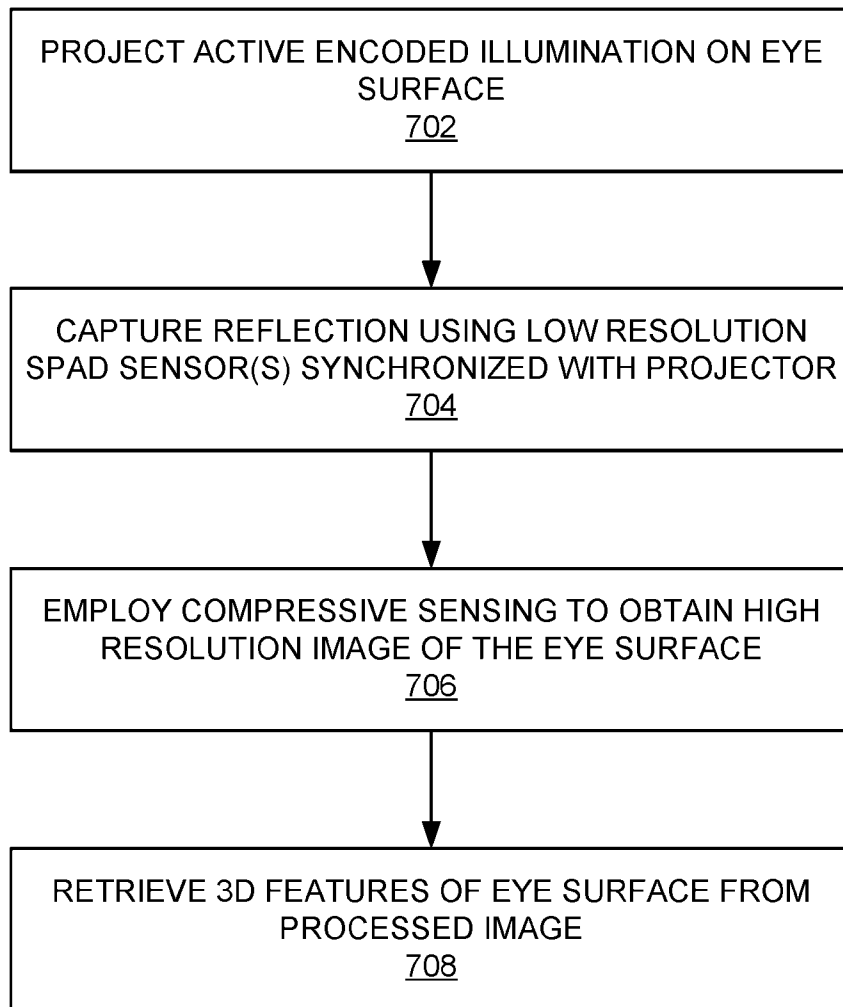 PROJECT ACTIVE ENCODED ILLUMINATION ON EYE
SURFACE
702
CAPTURE REFLECTION USING LOW RESOLUTION
SPAD SENSOR(S) SYNCHRONIZED WITH PROJECTOR
704
EMPLOY COMPRESSIVE SENSING TO OBTAIN HIGH
RESOLUTION IMAGE OF THE EYE SURFACE
706
RETRIEVE 3D FEATURES OF EYE SURFACE FROM
PROCESSED IMAGE
708